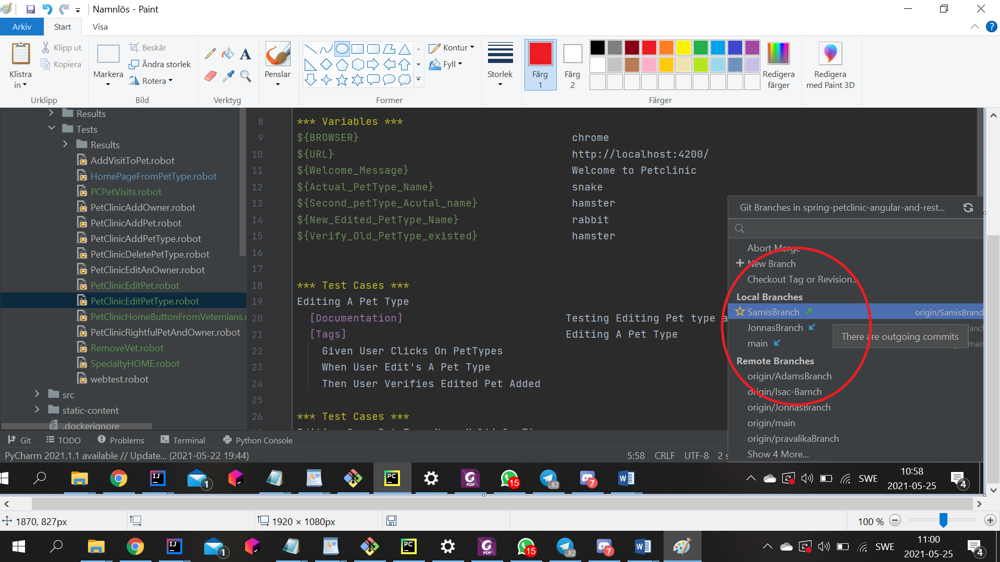 Namnlös - Paint
Arkiv Start Visa
Klistra in
Klipp ut
Kopiera
Urklipp
Markera
Beskär
Ändra storlek
Rotera
Bild
Verktyg
Penslar
Former
Kontur
Fyll
Storlek
Färg 1
Färg 2
Färger
Redigera färger
Redigera med Paint 3D
Results
Tests
Results
AddVisitToPet.robot
HomePageFromPetType.robot
PCPetVisits.robot
PetClinicAddOwner.robot
PetClinicAddPet.robot
PetClinicAddPetType.robot
PetClinicDeletePetType.robot
PetClinicEditAnOwner.robot
PetClinicEditPet.robot
PetClinicEditPetType.robot
PetClinicHomeButtonFromVeternians.r
PetClinicRightfulPetAndOwner.robot
RemoveVet.robot
SpecialtyHOME.robot
webtest.robot
src
static-content
.dockerignore
8 *** Variables ***
9 ${BROWSER} chrome
10 ${URL} http://localhost:4200/
11 ${Welcome_Message} Welcome to Petclinic
12 ${Actual_PetType_Name} snake
13 ${Second_petType_Acutal_name} hamster
14 ${New_Edited_PetType_Name} rabbit
15 ${Verify_Old_PetType_existed} hamster
16
17
18 *** Test Cases ***
19 Editing A Pet Type
20 [Documentation] Testing Editing Pet type a
21 [Tags] Editing A Pet Type
22 Given User Clicks On PetTypes
23 When User Edit's A Pet Type
24 Then User Verifies Edited Pet Added
25
26 *** Test Cases ***
Git Branches in spring-petclinic-angular-and-rest...
Abort Merge
New Branch
Checkout Tag or Revision...
Local Branches
SamisBranch origin/SamisBranch
JonnasBranch
main
There are outgoing commits
Remote Branches
origin/AdamsBranch
origin/Isac-Barnch
origin/JonnasBranch
origin/main
origin/pravalikaBranch
Show 4 More...
Git TODO Problems Terminal Python Console
PyCharm 2021.1.1 available // Update... (2021-05-22 19:44) 5:58 CRLF UTF-8 2 s
IJ 1 PC PDF 15 ..82 7 SWE 10:58 2021-05-25 4
1870, 827px 1920 × 1080px 100 %
IJ 1 PC PDF 15 ..82 7 SWE 11:00 2021-05-25 4